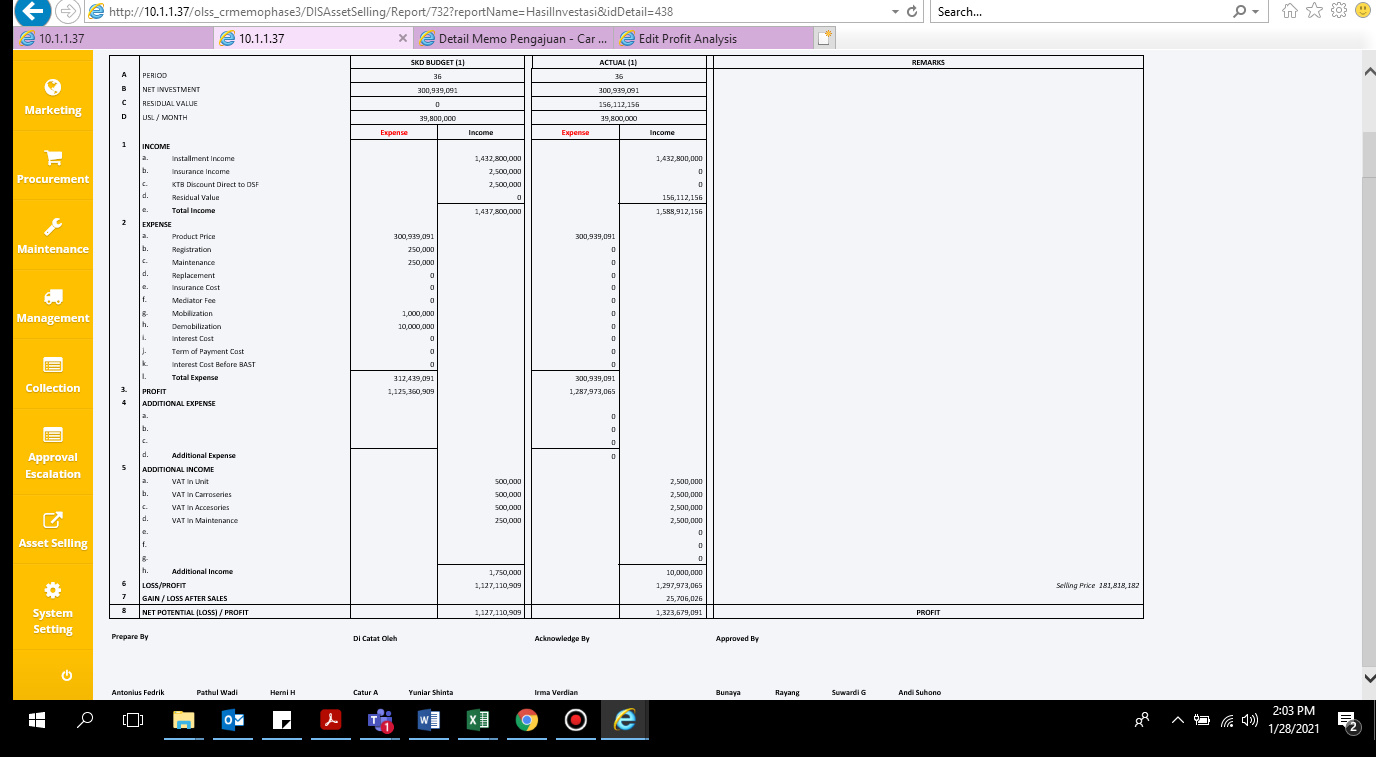 http://10.1.1.37/olss_crmemophase3/DISAssetSelling/Report/732?reportName=HasilInvestasi&idDetail=438
Search...
10.1.1.37
10.1.1.37
Detail Memo Pengajuan - Car ...
Edit Profit Analysis
Marketing
Procurement
Maintenance
Management
Collection
Approval
Escalation
Asset Selling
System
Setting
SKD BUDGET (1) ACTUAL (1) REMARKS
A PERIOD 36 36
B NET INVESTMENT 300,939,091 300,939,091
C RESIDUAL VALUE 0 156,112,156
D USL / MONTH 39,800,000 39,800,000
Expense Income Expense Income
1 INCOME
a. Installment Income 1,432,800,000 1,432,800,000
b. Insurance Income 2,500,000 0
c. KTB Discount Direct to DSF 2,500,000 0
d. Residual Value 0 156,112,156
e. Total Income 1,437,800,000 1,588,912,156
2 EXPENSE
a. Product Price 300,939,091 300,939,091
b. Registration 250,000 0
c. Maintenance 250,000 0
d. Replacement 0 0
e. Insurance Cost 0 0
f. Mediator Fee 0 0
g. Mobilization 1,000,000 0
h. Demobilization 10,000,000 0
i. Interest Cost 0 0
j. Term of Payment Cost 0 0
k. Interest Cost Before BAST 0 0
l. Total Expense 312,439,091 300,939,091
3. PROFIT 1,125,360,909 1,287,973,065
4 ADDITIONAL EXPENSE
a. 0
b. 0
c. 0
d. Additional Expense 0
5 ADDITIONAL INCOME
a. VAT In Unit 500,000 2,500,000
b. VAT In Carroseries 500,000 2,500,000
c. VAT In Accesories 500,000 2,500,000
d. VAT In Maintenance 250,000 2,500,000
e. 0
f. 0
g. 0
h. Additional Income 1,750,000 10,000,000
6 LOSS/PROFIT 1,127,110,909 1,297,973,065 Selling Price 181,818,182
7 GAIN / LOSS AFTER SALES 25,706,026
8 NET POTENTIAL (LOSS) / PROFIT 1,127,110,909 1,323,679,091 PROFIT
Prepare By Di Catat Oleh Acknowledge By Approved By
Antonius Fedrik Pathul Wadi Herni H Catur A Yuniar Shinta Irma Verdian Bunaya Rayang Suwardi G Andi Suhono
1
2:03 PM
1/28/2021
2